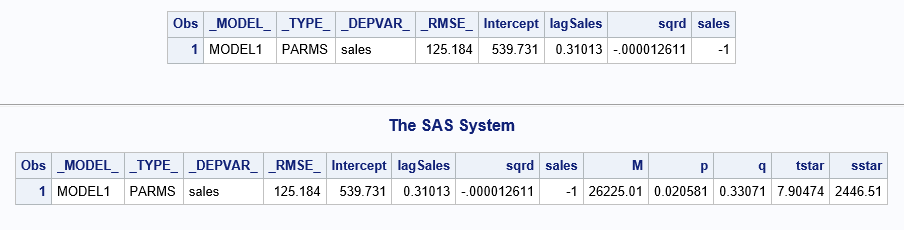 Obs _MODEL_ _TYPE_ _DEPVAR_ _RMSE_ Intercept lagSales sqrd sales
1 MODEL1 PARMS sales 125.184 539.731 0.31013 -.000012611 -1
The SAS System
Obs _MODEL_ _TYPE_ _DEPVAR_ _RMSE_ Intercept lagSales sqrd sales M p q tstar sstar
1 MODEL1 PARMS sales 125.184 539.731 0.31013 -.000012611 -1 26225.01 0.020581 0.33071 7.90474 2446.51